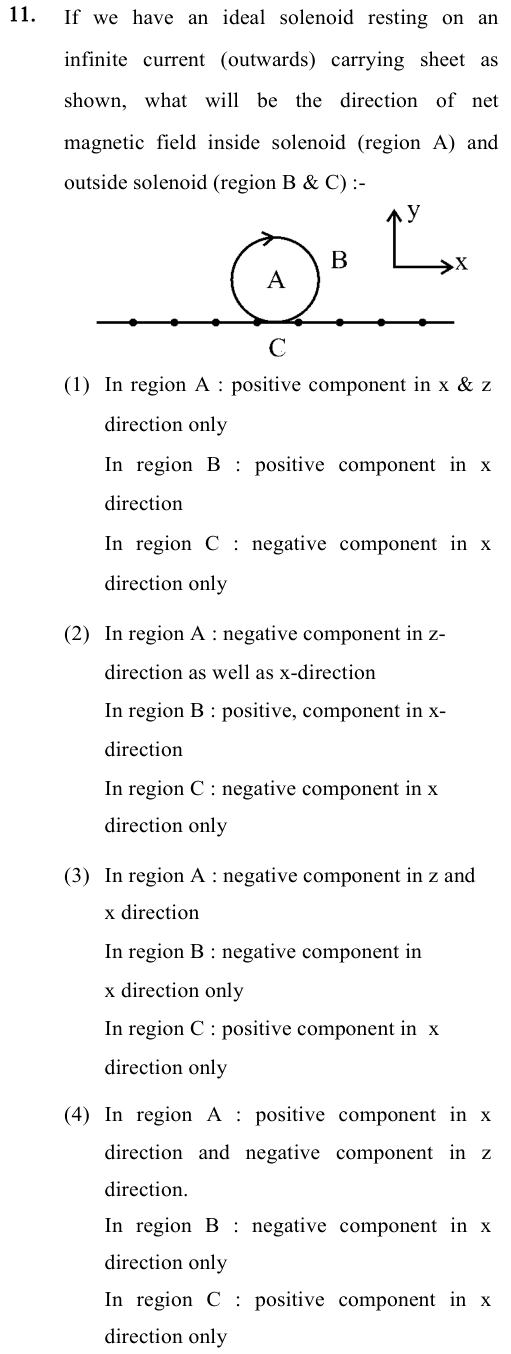 11. If we have an ideal solenoid resting on an
infinite current (outwards) carrying sheet as
shown, what will be the direction of net
magnetic field inside solenoid (region A) and
outside solenoid (region B & C) :-
y
B
x
A
C
(1) In region A : positive component in x & z
direction only
In region B : positive component in x
direction
In region C : negative component in x
direction only
(2) In region A : negative component in z-
direction as well as x-direction
In region B : positive, component in x-
direction
In region C : negative component in x
direction only
(3) In region A : negative component in z and
x direction
In region B : negative component in
x direction only
In region C : positive component in x
direction only
(4) In region A : positive component in x
direction and negative component in z
direction.
In region B : negative component in x
direction only
In region C : positive component in x
direction only